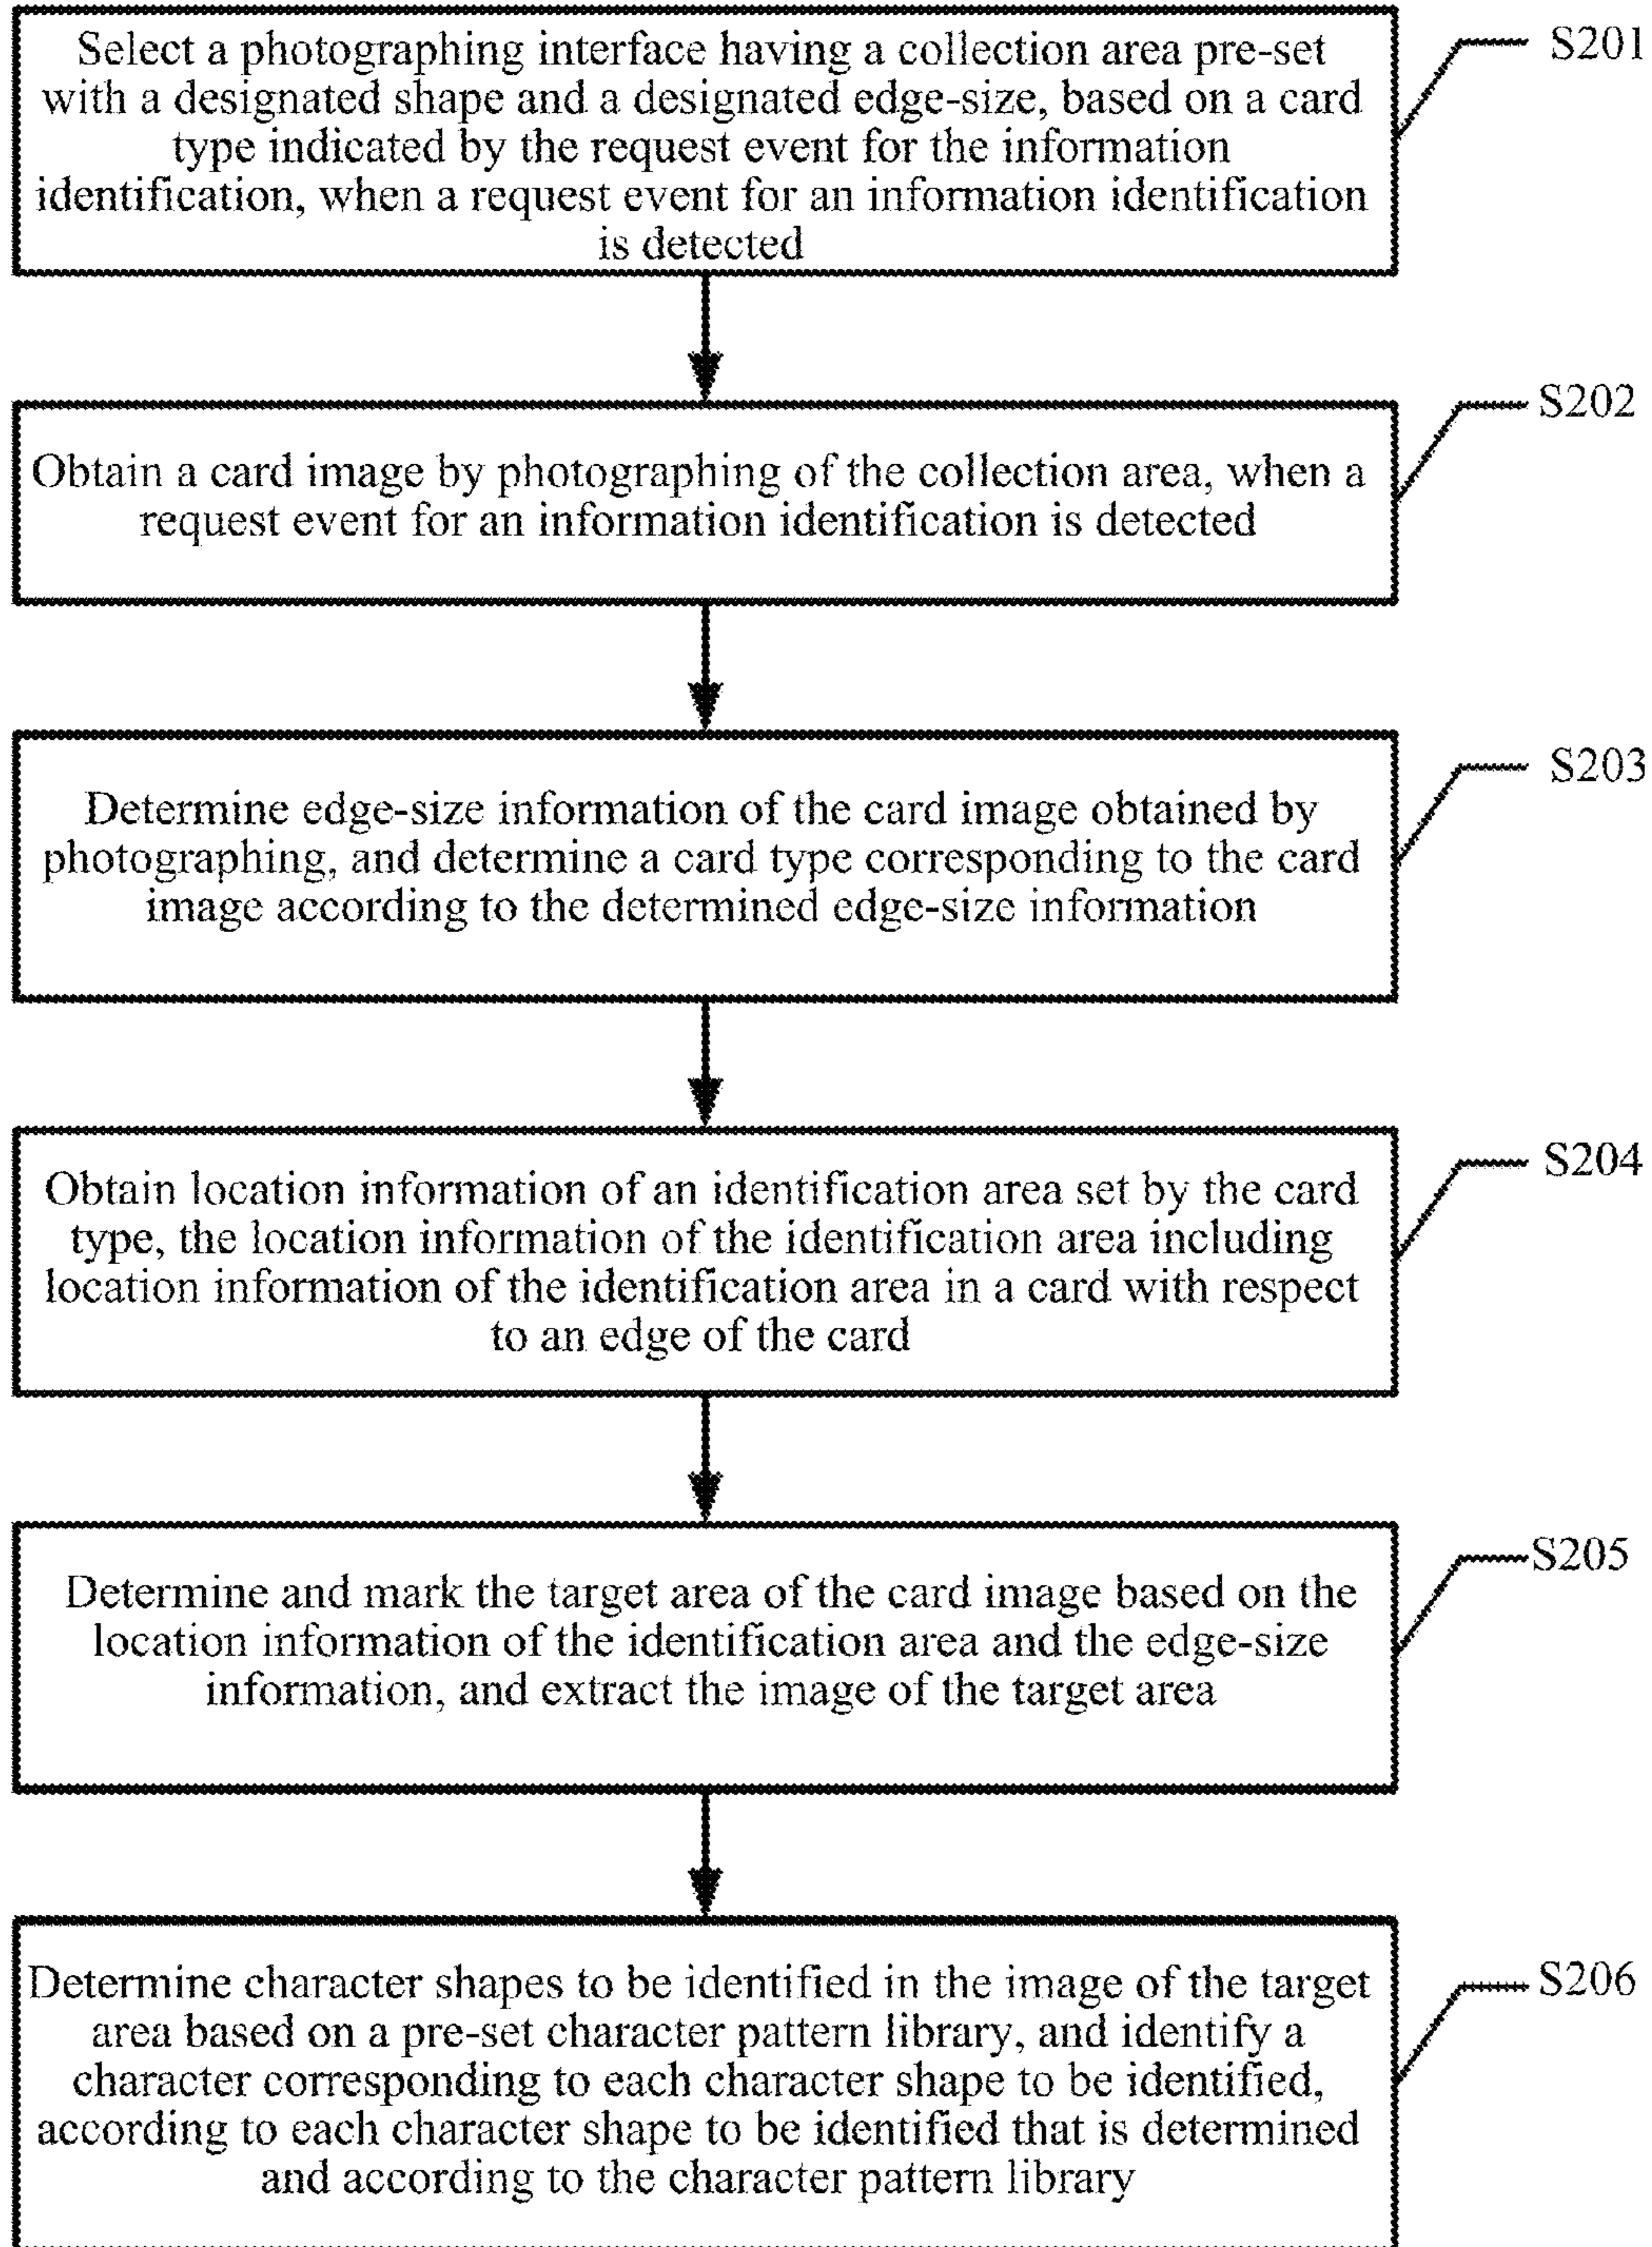 Select a photographing interface having a collection area pre-set
with a designated shape and a designated edge-size, based on a card
type indicated by the request event for the information
identification, when a request event for an information identification
is detected
S201
Obtain a card image by photographing of the collection area, when a
request event for an information identification is detected
S202
Determine edge-size information of the card image obtained by
photographing, and determine a card type corresponding to the card
image according to the determined edge-size information
S203
Obtain location information of an identification area set by the card
type, the location information of the identification area including
location information of the identification area in a card with respect
to an edge of the card
S204
Determine and mark the target area of the card image based on the
location information of the identification area and the edge-size
information, and extract the image of the target area
S205
Determine character shapes to be identified in the image of the target
area based on a pre-set character pattern library, and identify a
character corresponding to each character shape to be identified,
according to each character shape to be identified that is determined
and according to the character pattern library
S206